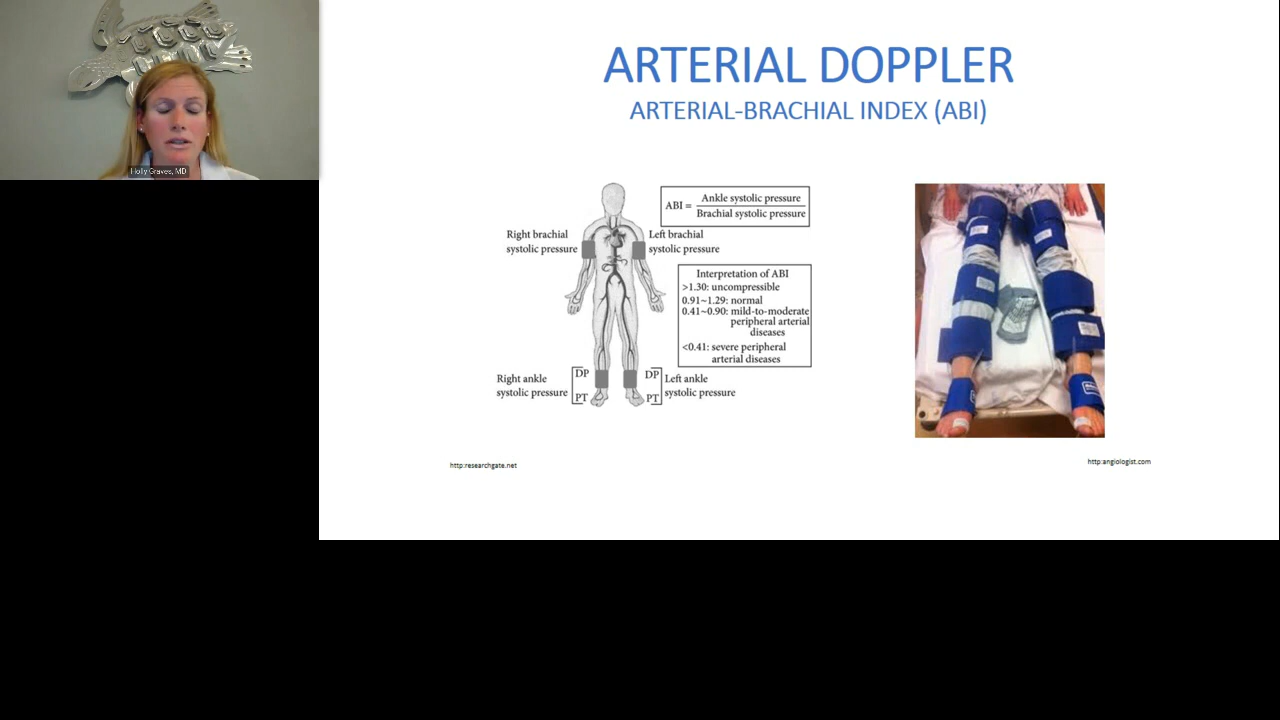 Holly Graves, MD
ARTERIAL DOPPLER
ARTERIAL-BRACHIAL INDEX (ABI)
ABI = Ankle systolic pressure
Brachial systolic pressure
Right brachial
systolic pressure
Left brachial
systolic pressure
Interpretation of ABI
>1.30: uncompressible
0.91~1.29: normal
0.41~0.90: mild-to-moderate
peripheral arterial
diseases
<0.41: severe peripheral
arterial diseases
Right ankle
systolic pressure
DP
PT
DP
PT
Left ankle
systolic pressure
http:researchgate.net
http:angiologist.com